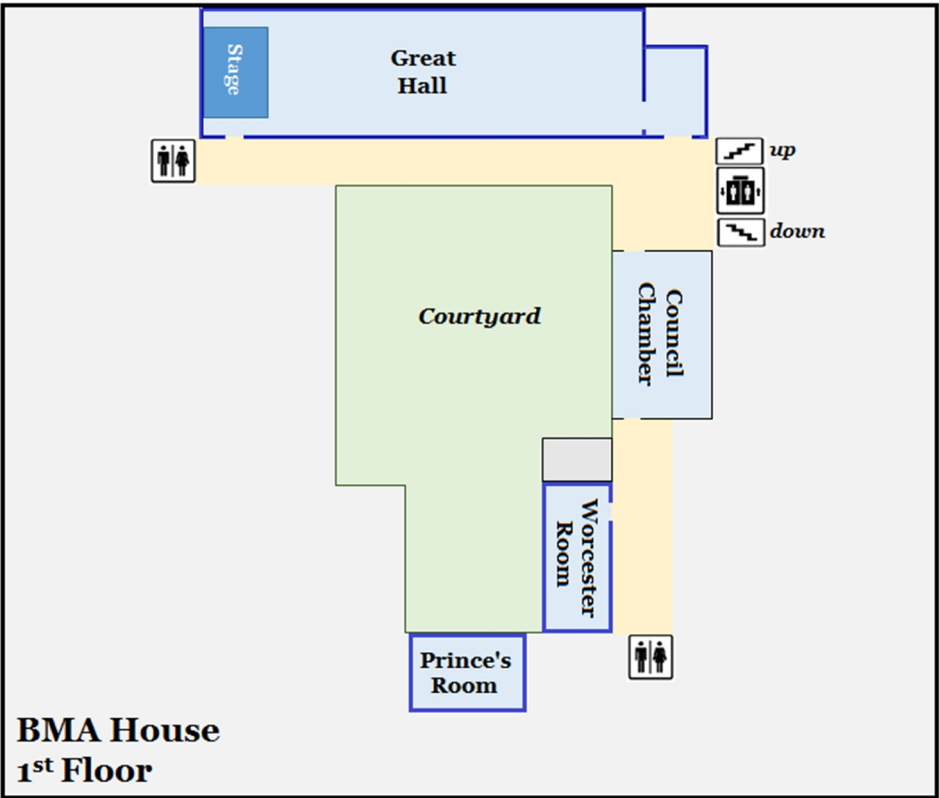 Stage
Great
Hall
up
down
Courtyard
Council
Chamber
Worcester
Room
Prince's
Room
BMA House
1st Floor